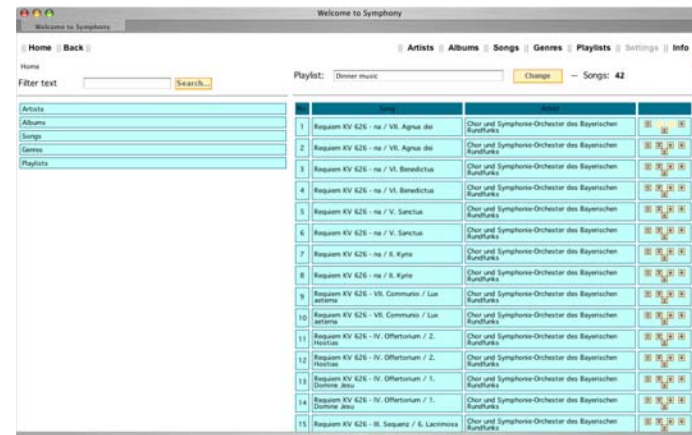 Welcome to Symphony
Welcome to Symphony
|| Home || Back ||
|| Artists || Albums || Songs || Genres || Playlists || Settings || Info
Home
Filter text
Search...
Playlist: Dinner music
Change
— Songs: 42
Artists
Albums
Songs
Genres
Playlists
No
Song
Artist
1 Requiem KV 626 - na / VII. Agnus dei Chor und Symphonie-Orchester des Bayerischen Rundfunks
2 Requiem KV 626 - na / VII. Agnus dei Chor und Symphonie-Orchester des Bayerischen Rundfunks
3 Requiem KV 626 - na / VI. Benedictus Chor und Symphonie-Orchester des Bayerischen Rundfunks
4 Requiem KV 626 - na / VI. Benedictus Chor und Symphonie-Orchester des Bayerischen Rundfunks
5 Requiem KV 626 - na / V. Sanctus Chor und Symphonie-Orchester des Bayerischen Rundfunks
6 Requiem KV 626 - na / V. Sanctus Chor und Symphonie-Orchester des Bayerischen Rundfunks
7 Requiem KV 626 - na / II. Kyrie Chor und Symphonie-Orchester des Bayerischen Rundfunks
8 Requiem KV 626 - na / II. Kyrie Chor und Symphonie-Orchester des Bayerischen Rundfunks
9 Requiem KV 626 - VII. Communio / Lux aeterna Chor und Symphonie-Orchester des Bayerischen Rundfunks
10 Requiem KV 626 - VII. Communio / Lux aeterna Chor und Symphonie-Orchester des Bayerischen Rundfunks
11 Requiem KV 626 - IV. Offertorium / 2. Hostias Chor und Symphonie-Orchester des Bayerischen Rundfunks
12 Requiem KV 626 - IV. Offertorium / 2. Hostias Chor und Symphonie-Orchester des Bayerischen Rundfunks
13 Requiem KV 626 - IV. Offertorium / 1. Domine Jesu Chor und Symphonie-Orchester des Bayerischen Rundfunks
14 Requiem KV 626 - IV. Offertorium / 1. Domine Jesu Chor und Symphonie-Orchester des Bayerischen Rundfunks
15 Requiem KV 626 - III. Sequenz / 6. Lacrimosa Chor und Symphonie-Orchester des Bayerischen Rundfunks